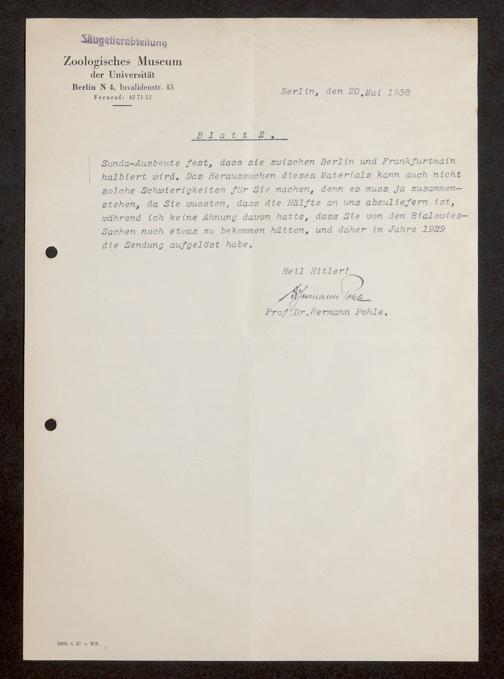 Säugetierabteilung
Zoologisches Museum
der Universität
Berlin N 4, Invalidenstr. 43
Fernruf: 42 71 52
Berlin, den 20.Mai 1938
Blatt 2.
Sunda-Ausbeute fest, dass sie zwischen Berlin und Frankfurtmain
halbiert wird. Das Heraussuchen dieses Materials kann auch nicht
solche Schwierigkeiten für Sie machen, denn es muss ja zusammen-
stehen, da Sie wussten, dass die Hälfte an uns abzuliefern ist,
während ich keine Ahnung davon hatte, dass Sie von den Bialowies-
Sachen noch etwas zu bekommen hätten, und daher im Jahre 1929
die Sendung aufgelöst habe.
Heil Hitler!
Hermann Pohle
Prof.Dr.Hermann Pohle.